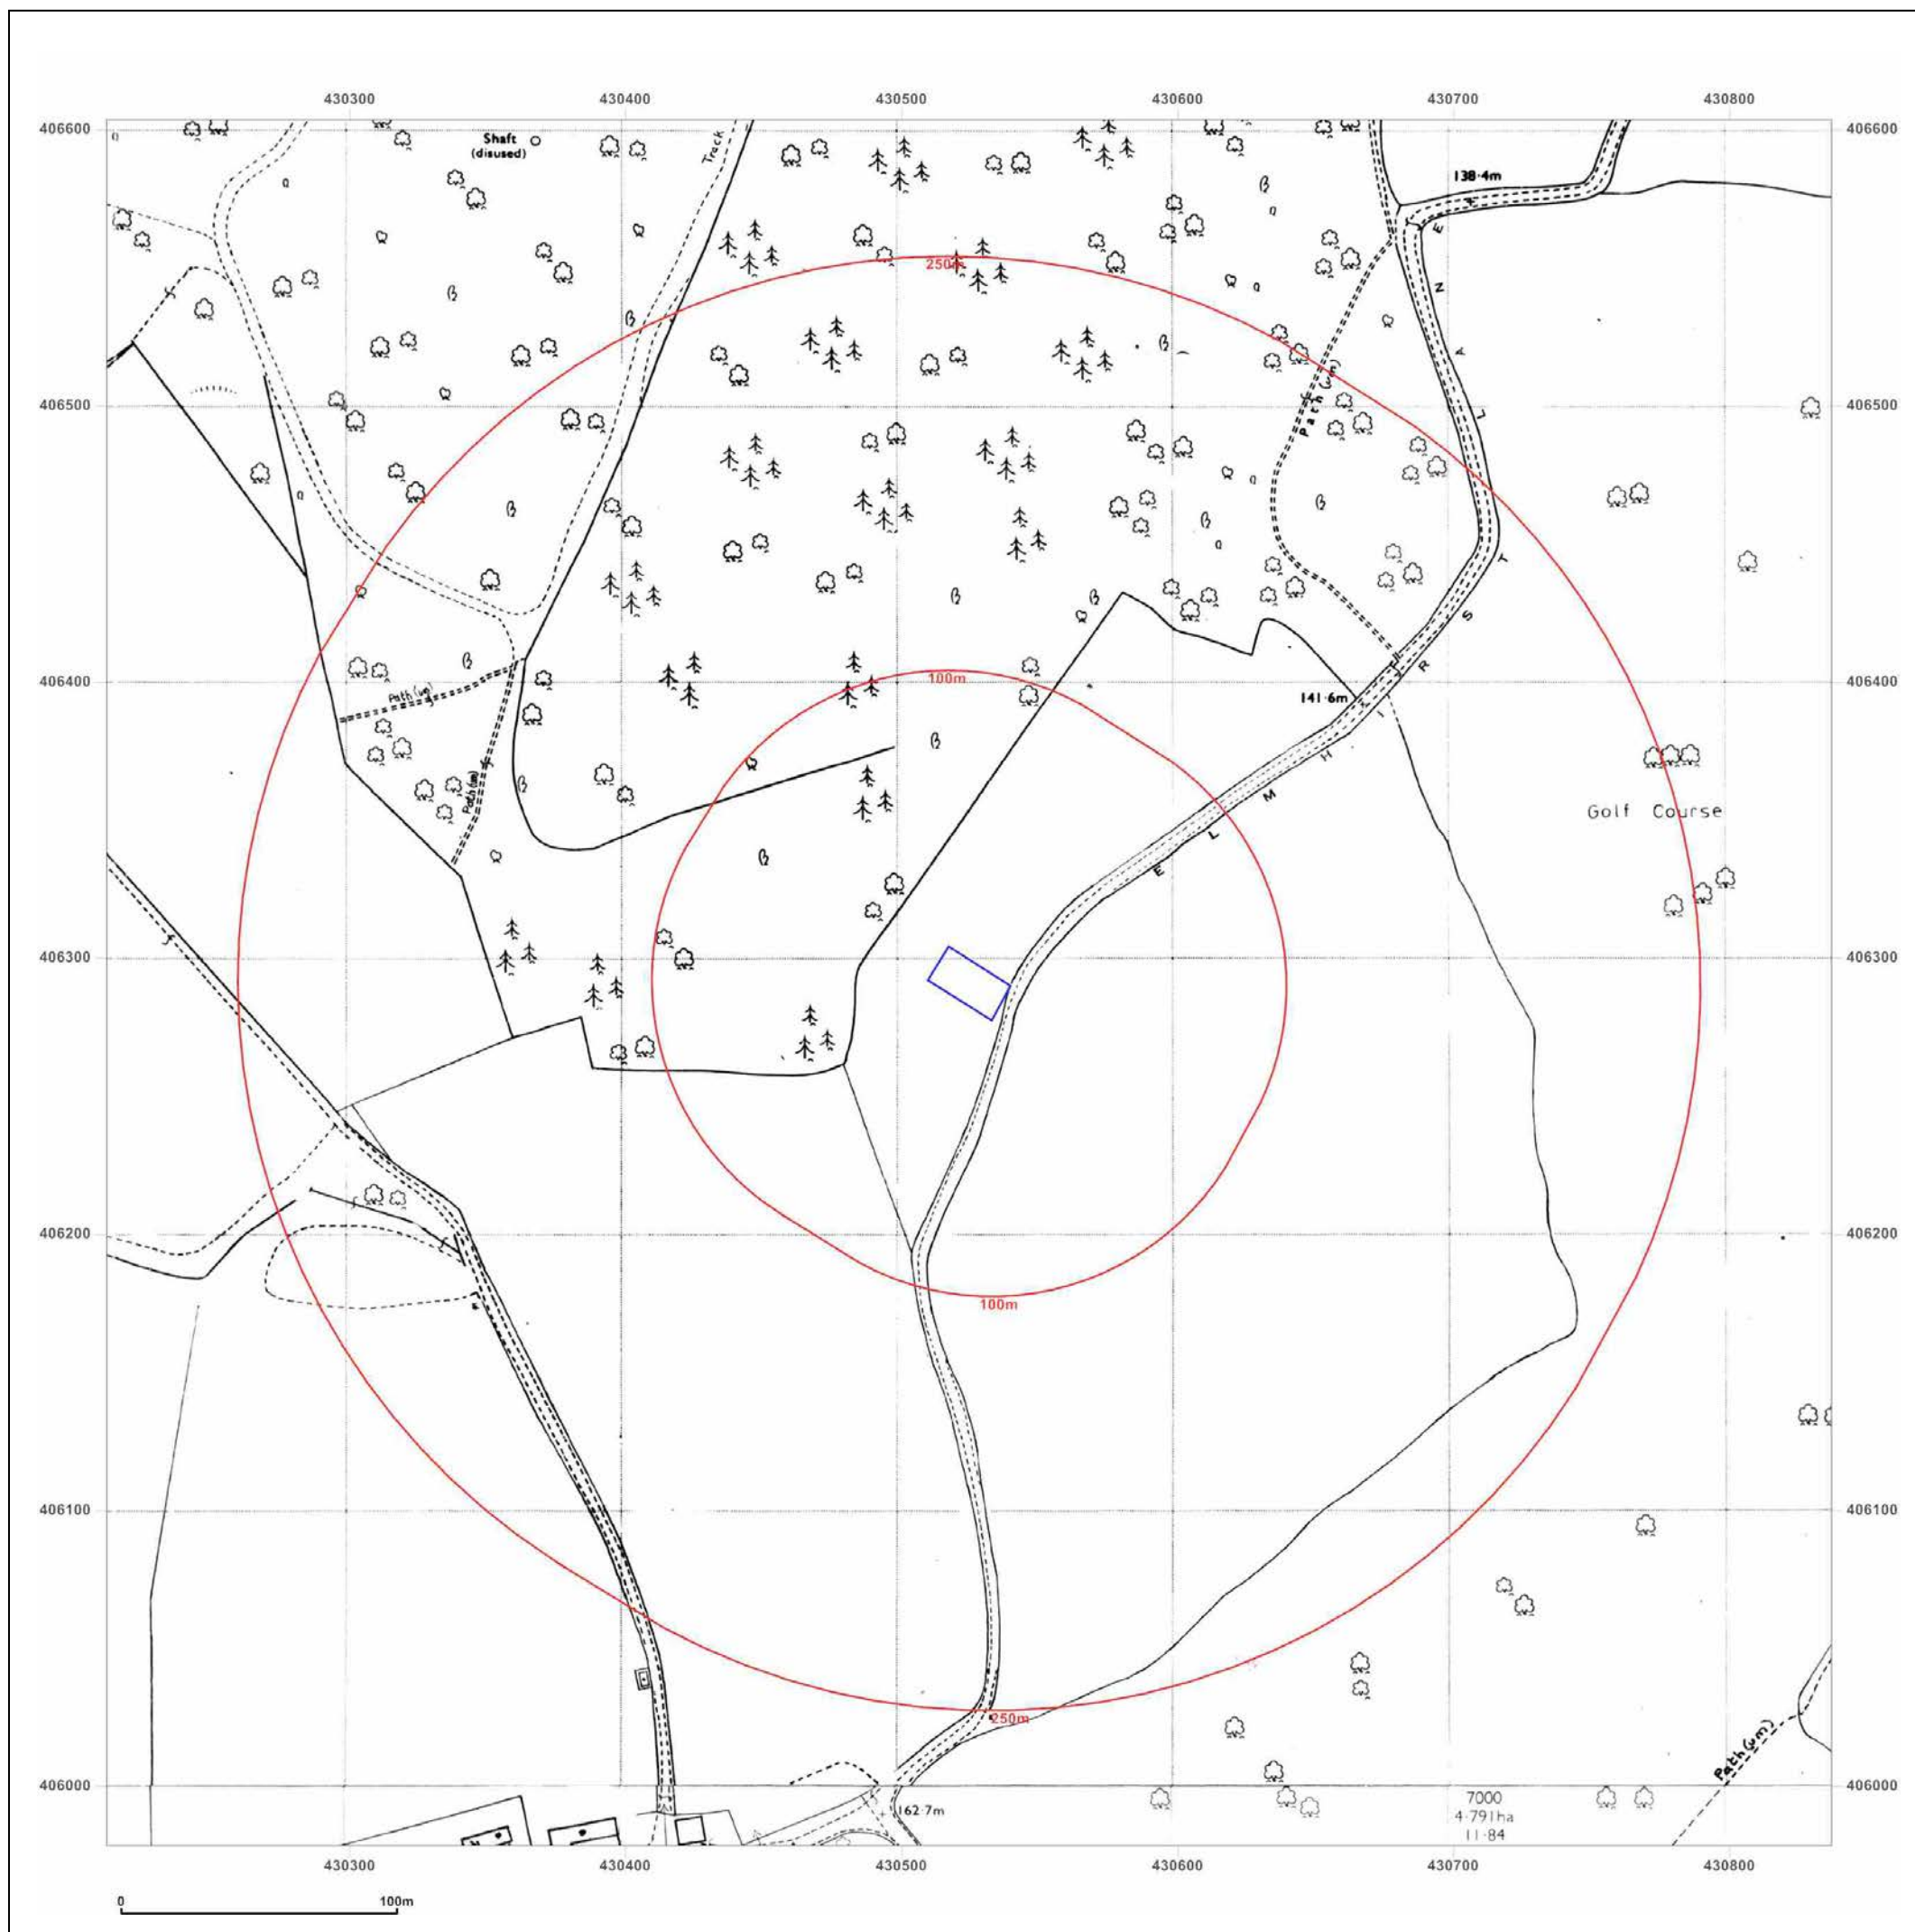 430300 430400 430500 430600 430700 430800
406600 406600
Shaft
(disused)
Track
138·4m
250m
Path (um)
406500 406500
ELMHIRST LANE
Path (um)
406400 406400
100m
141·6m
Path (um)
Golf Course
406300 406300
406200 406200
100m
406100 406100
250m
Path (um)
406000 406000
7000
4·791ha
11·84
162·7m
430300 430400 430500 430600 430700 430800
0 100m